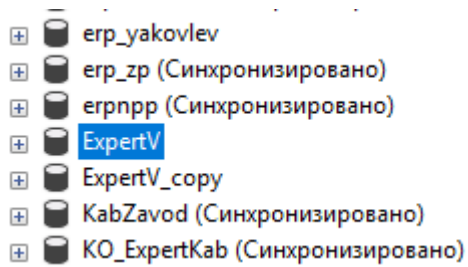 erp_yakovlev
erp_zp (Синхронизировано)
erpnpp (Синхронизировано)
ExpertV
ExpertV_copy
KabZavod (Синхронизировано)
KO_ExpertKab (Синхронизировано)